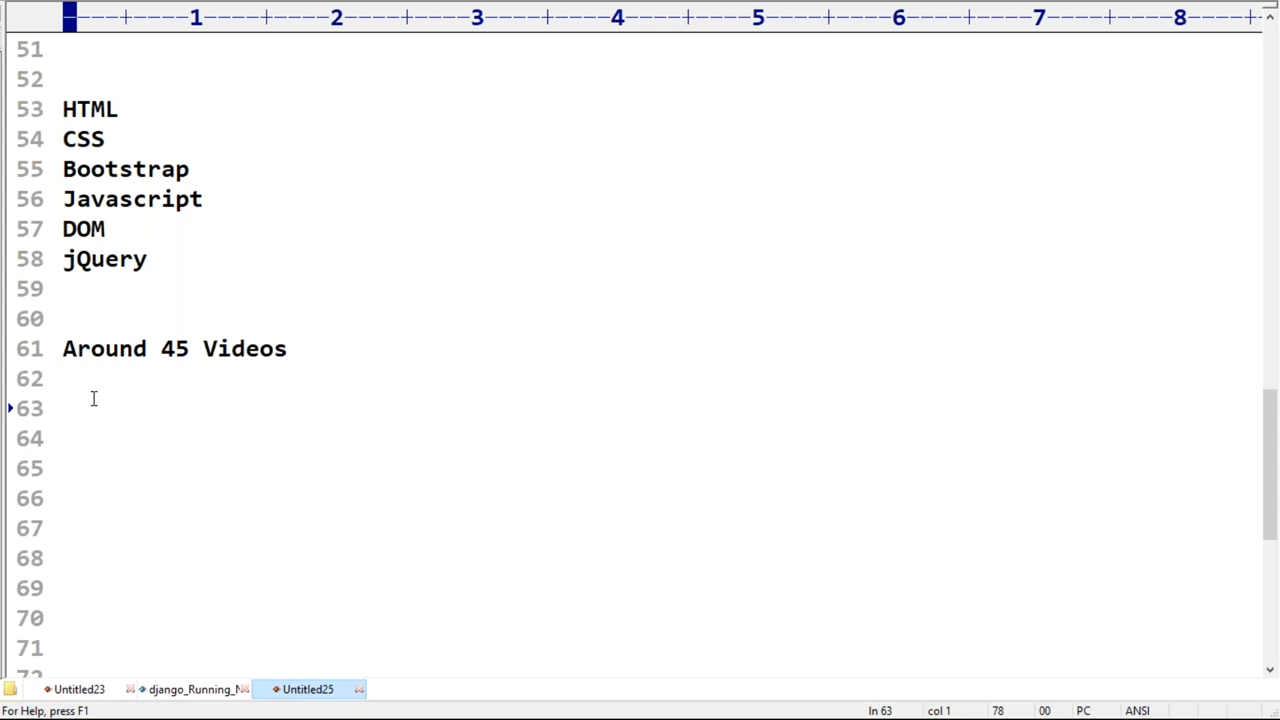 1 2 3 4 5 6 7 8
51
52
53 HTML
54 CSS
55 Bootstrap
56 Javascript
57 DOM
58 jQuery
59
60
61 Around 45 Videos
62
63
64
65
66
67
68
69
70
71
72
Untitled23 django_Running_N Untitled25
For Help, press F1 ln 63 col 1 78 00 PC ANSI